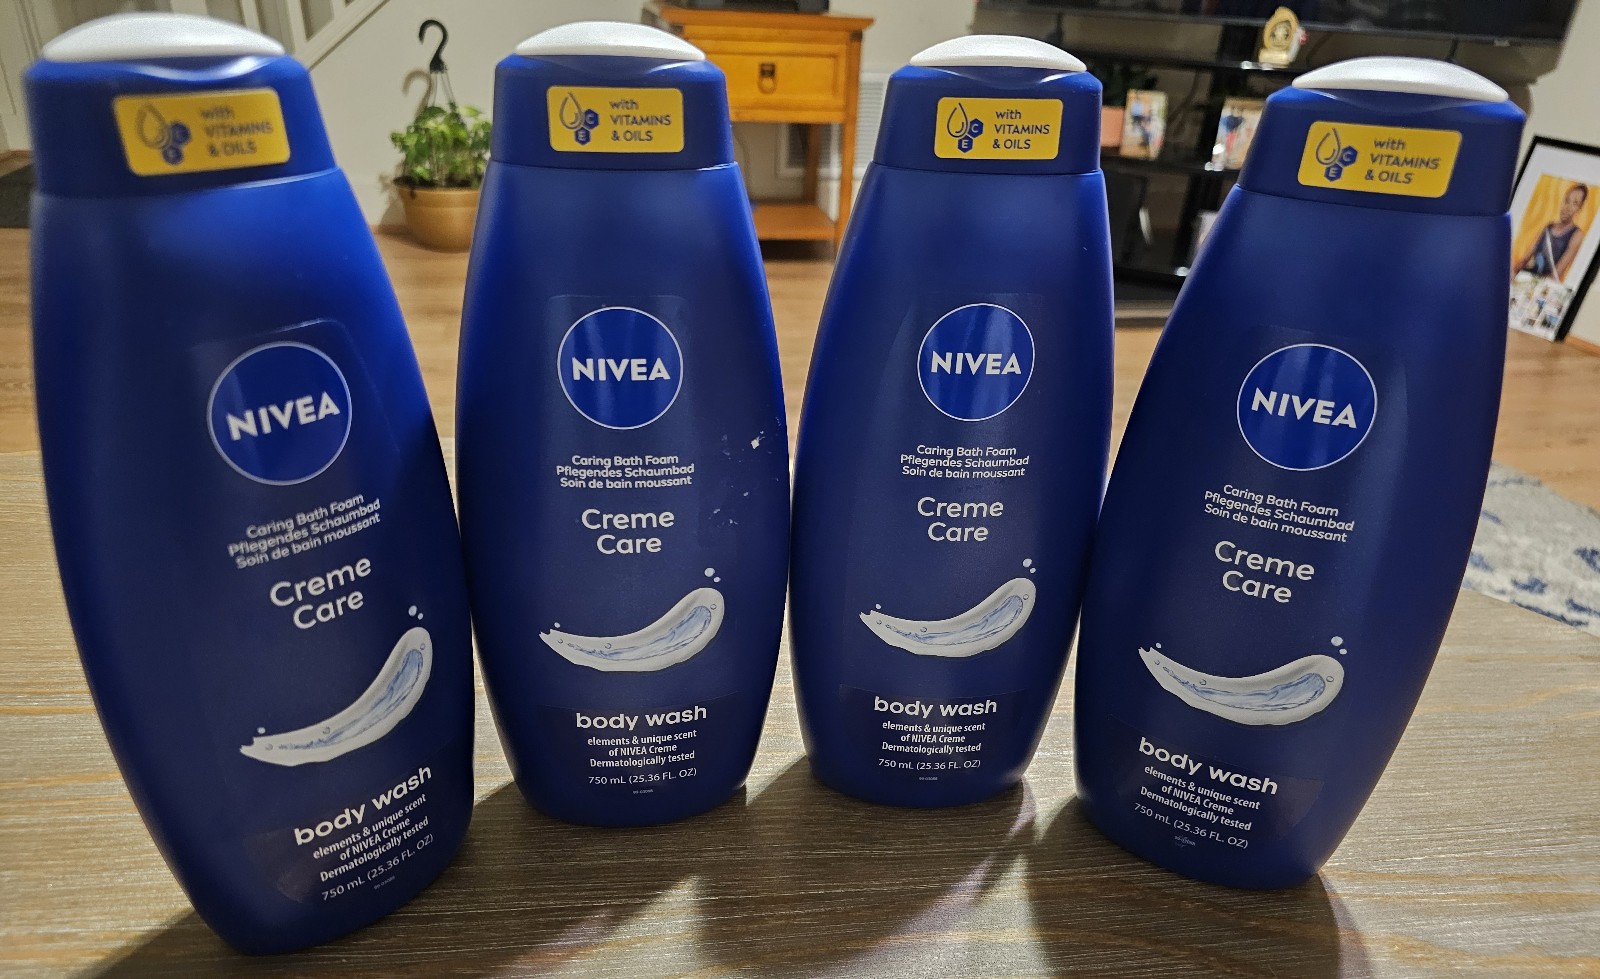 with
VITAMINS
& OILS
C
E
NIVEA
Caring Bath Foam
Pflegendes Schaumbad
Soin de bain moussant
Creme
Care
body wash
elements & unique scent
of NIVEA Creme
Dermatologically tested
750 mL (25.36 FL. OZ)
with
VITAMINS
& OILS
C
E
NIVEA
Caring Bath Foam
Pflegendes Schaumbad
Soin de bain moussant
Creme
Care
body wash
elements & unique scent
of NIVEA Creme
Dermatologically tested
750 mL (25.36 FL. OZ)
with
VITAMINS
& OILS
C
E
NIVEA
Caring Bath Foam
Pflegendes Schaumbad
Soin de bain moussant
Creme
Care
body wash
elements & unique scent
of NIVEA Creme
Dermatologically tested
750 mL (25.36 FL. OZ)
with
VITAMINS
& OILS
C
E
NIVEA
Caring Bath Foam
Pflegendes Schaumbad
Soin de bain moussant
Creme
Care
body wash
elements & unique scent
of NIVEA Creme
Dermatologically tested
750 mL (25.36 FL. OZ)